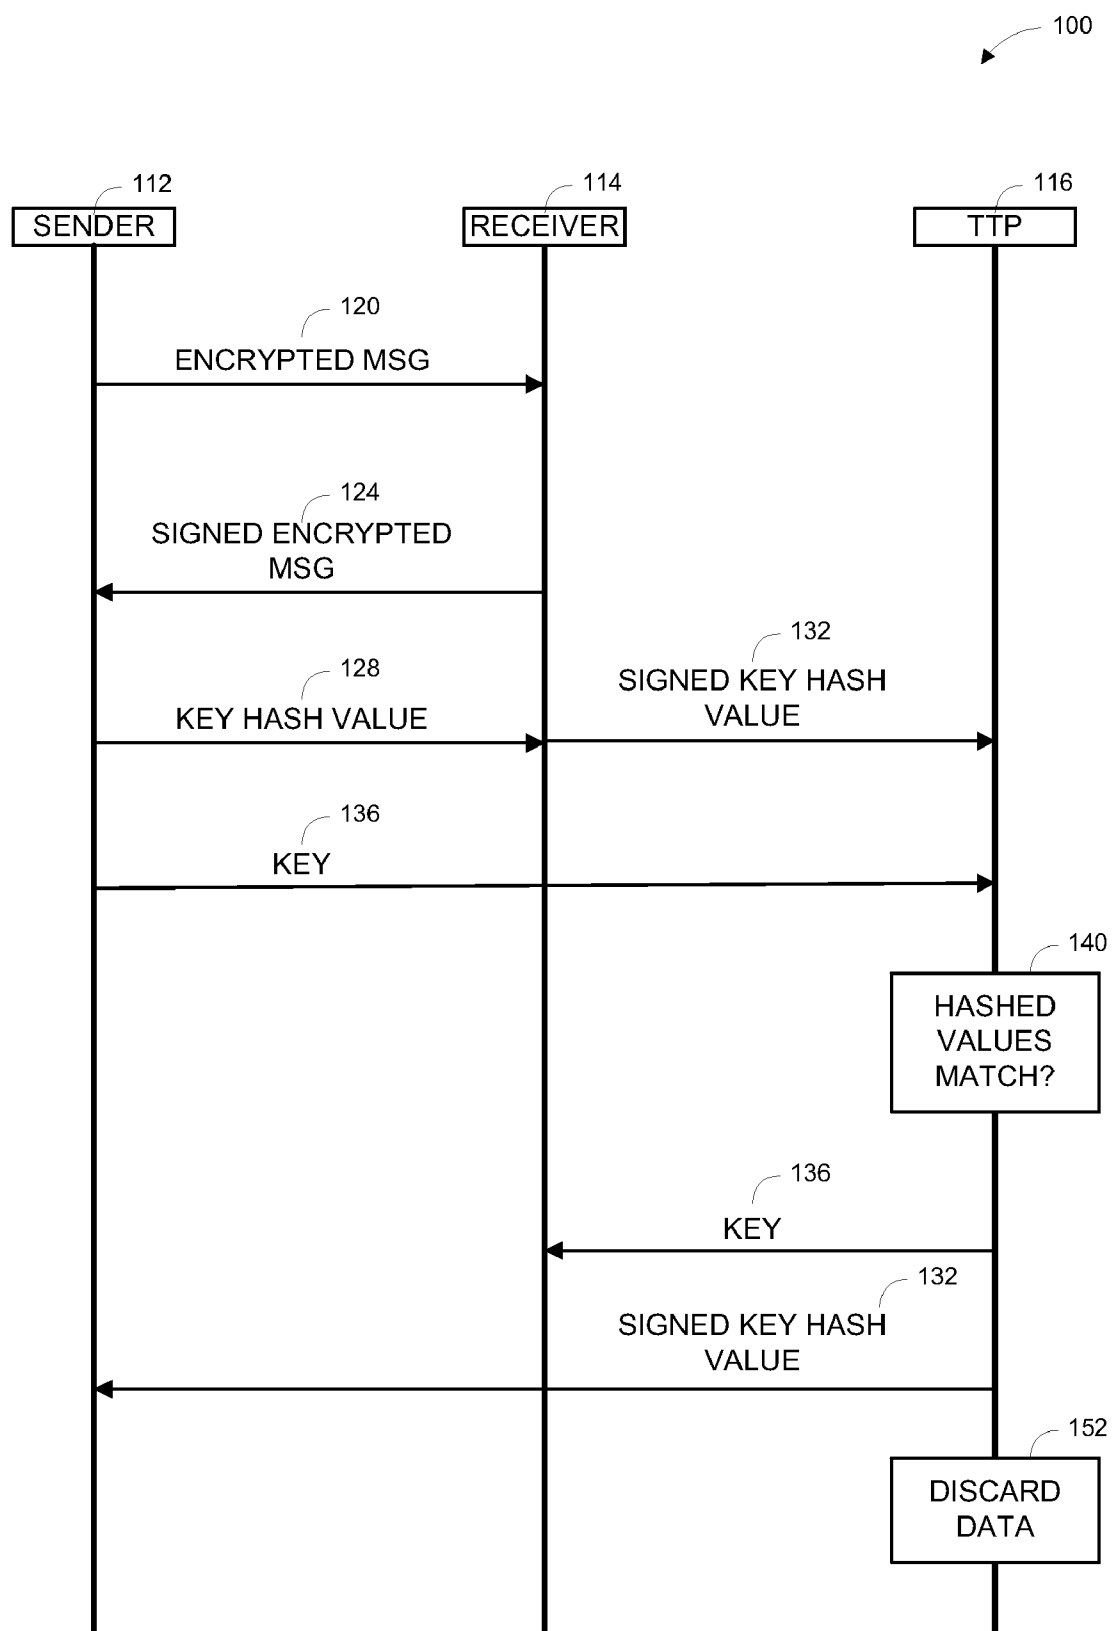 100
112
114
116
SENDER
RECEIVER
TTP
120
ENCRYPTED MSG
124
SIGNED ENCRYPTED
MSG
132
SIGNED KEY HASH
VALUE
128
KEY HASH VALUE
136
KEY
140
HASHED
VALUES
MATCH?
136
KEY
132
SIGNED KEY HASH
VALUE
152
DISCARD
DATA